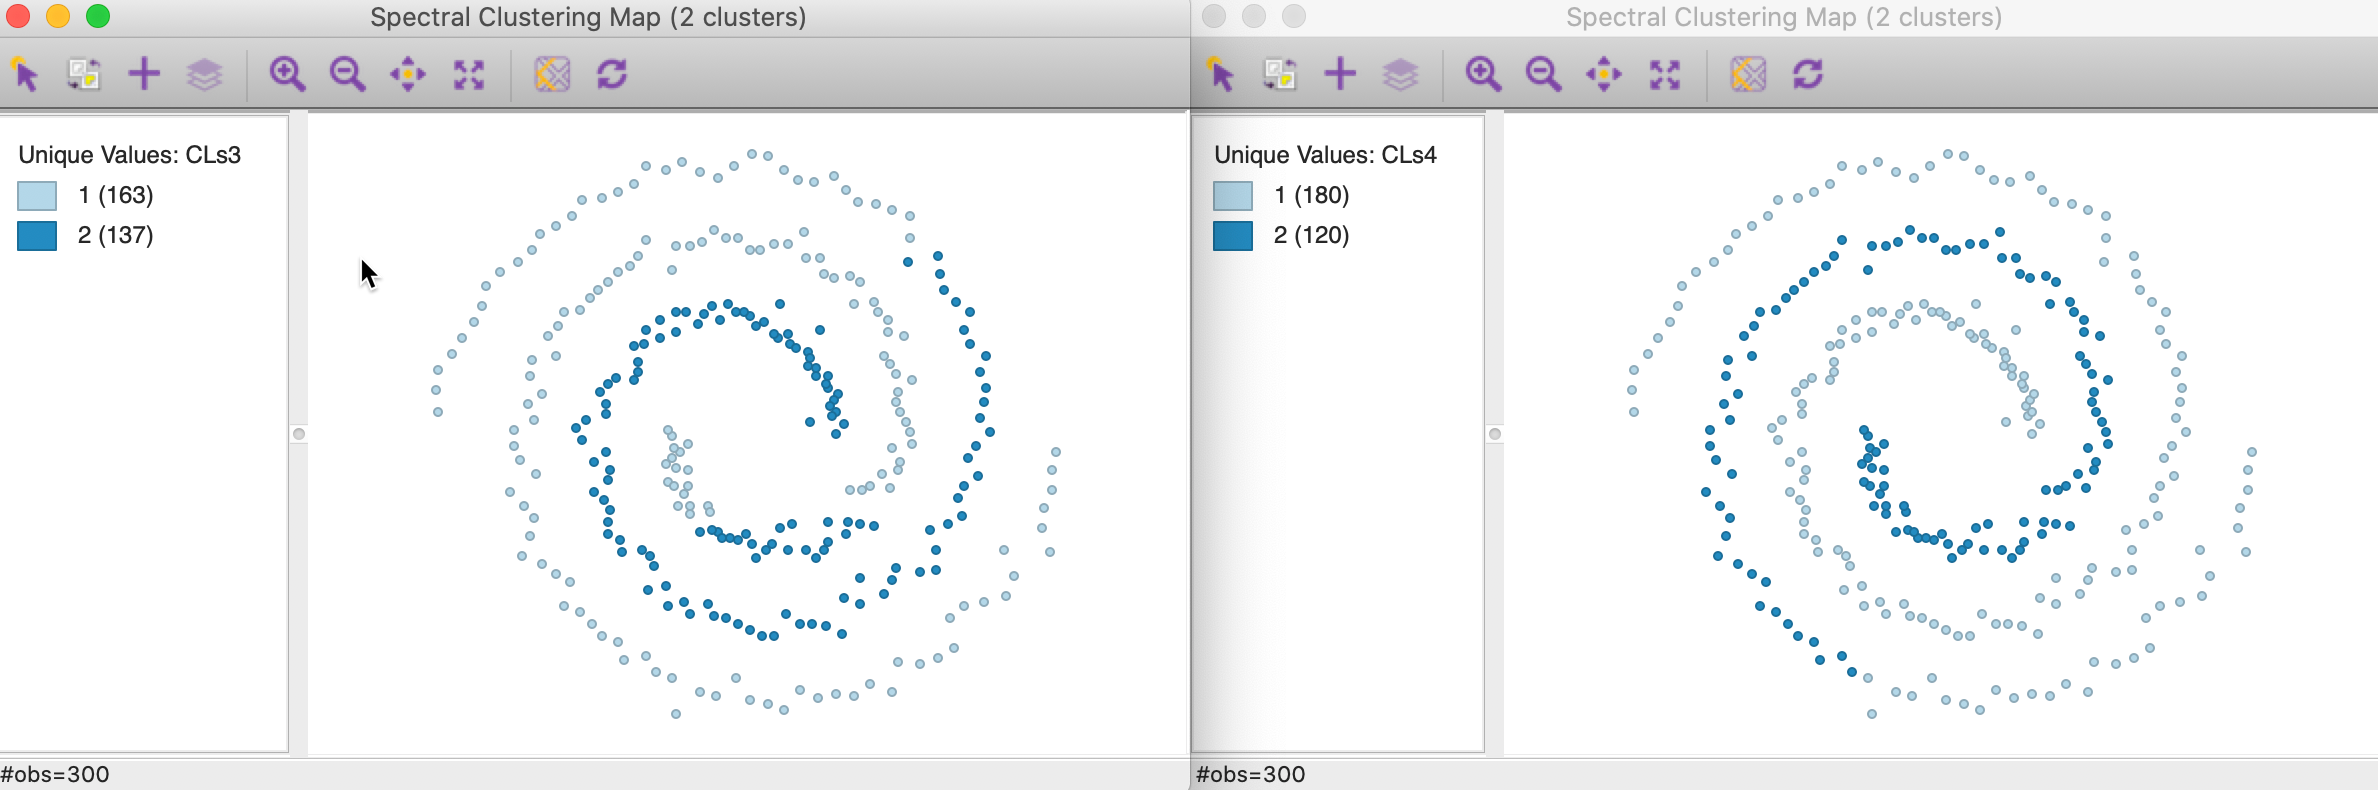 Spectral Clustering Map (2 clusters)
Unique Values: CLs3
1 (163)
2 (137)
#obs=300
Spectral Clustering Map (2 clusters)
Unique Values: CLs4
1 (180)
2 (120)
#obs=300